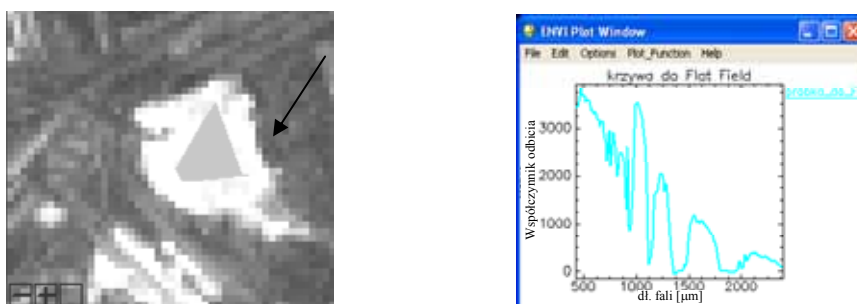 ENVI Plot Window
File Edit Options Plot_Function Help
krzywa do Flat Field
Współczynnik odbicia
3000
2000
1000
0
500 1000 1500 2000
dł. fali [μm]